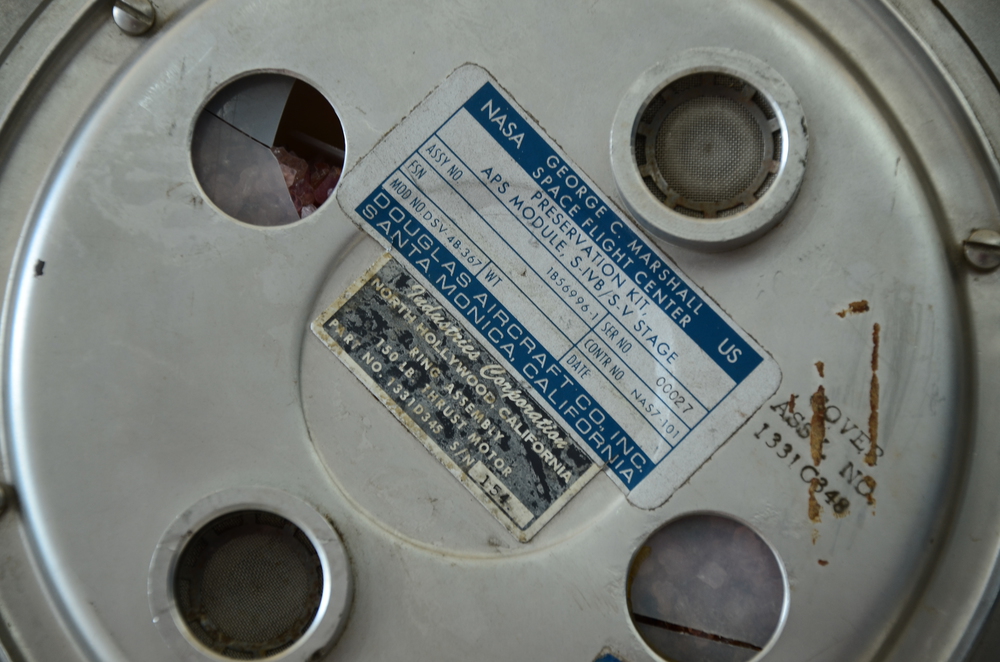 NASA GEORGE C. MARSHALL US
SPACE FLIGHT CENTER
PRESERVATION KIT,
APS MODULE, S-IVB/S-V STAGE
ASSY NO 1B56996-1 SER NO 00027
FSN CONTR NO. NAS7-101
MOD NO. DSV-4B-367 WT DATE
DOUGLAS AIRCRAFT CO., INC.
SANTA MONICA, CALIFORNIA
Industries Corporation
NORTH HOLLYWOOD, CALIFORNIA
RING ASSEMBLY
150 LB. THRUST MOTOR
PART NO. 1331D345 S/N 154
COVER
ASSY NO.
1331C348